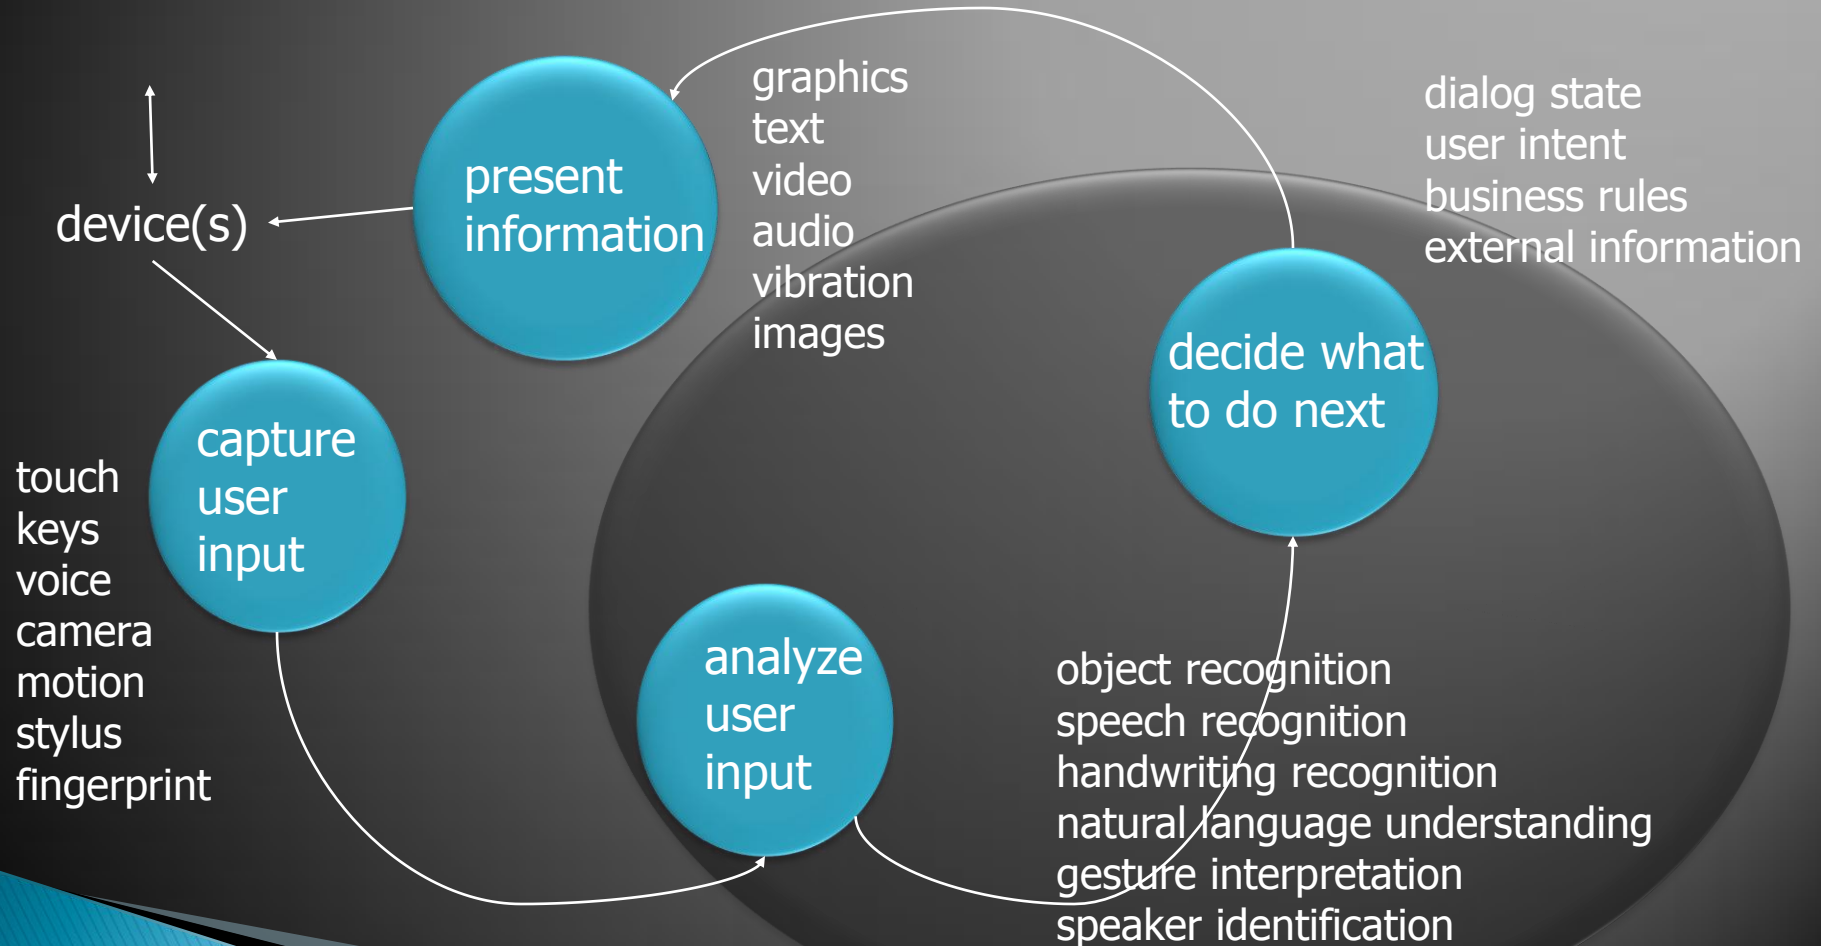 graphics
text
video
audio
vibration
images
dialog state
user intent
business rules
external information
present
information
device(s)
decide what
to do next
capture
user
input
touch
keys
voice
camera
motion
stylus
fingerprint
analyze
user
input
object recognition
speech recognition
handwriting recognition
natural language understanding
gesture interpretation
speaker identification